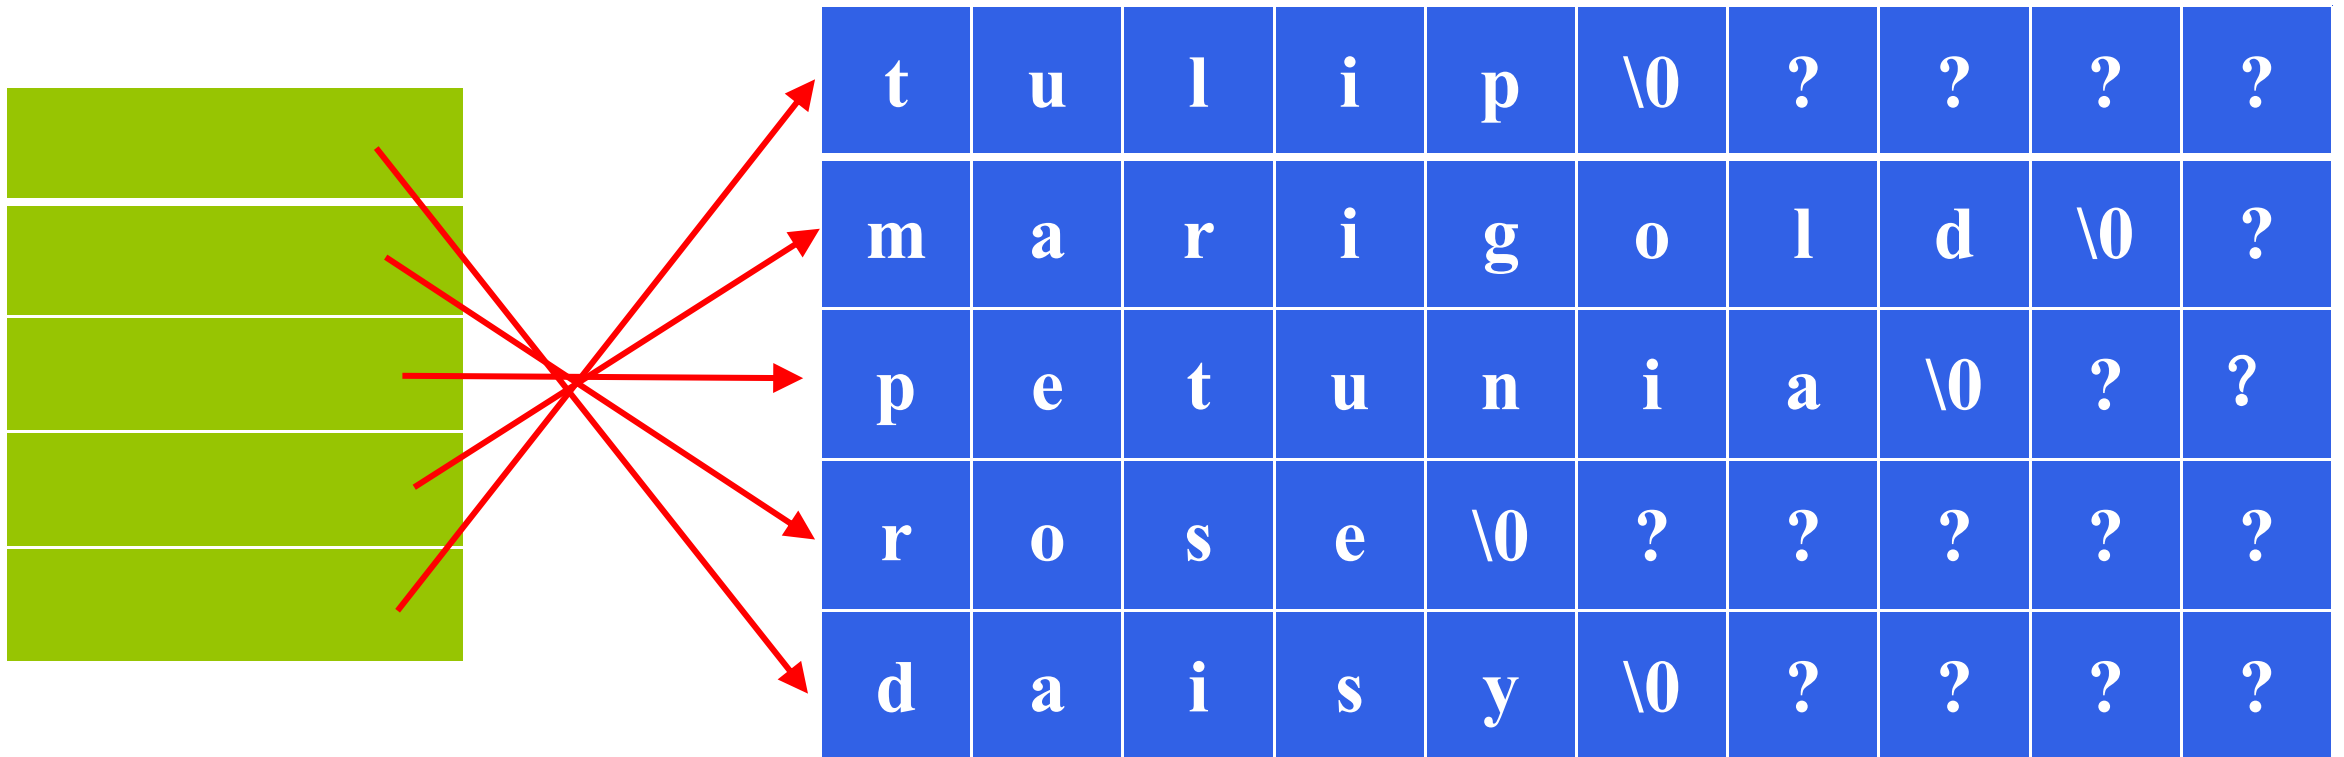 t u l i p \0 ? ? ? ?
m a r i g o l d \0 ?
p e t u n i a \0 ? ?
r o s e \0 ? ? ? ? ?
d a i s y \0 ? ? ? ?